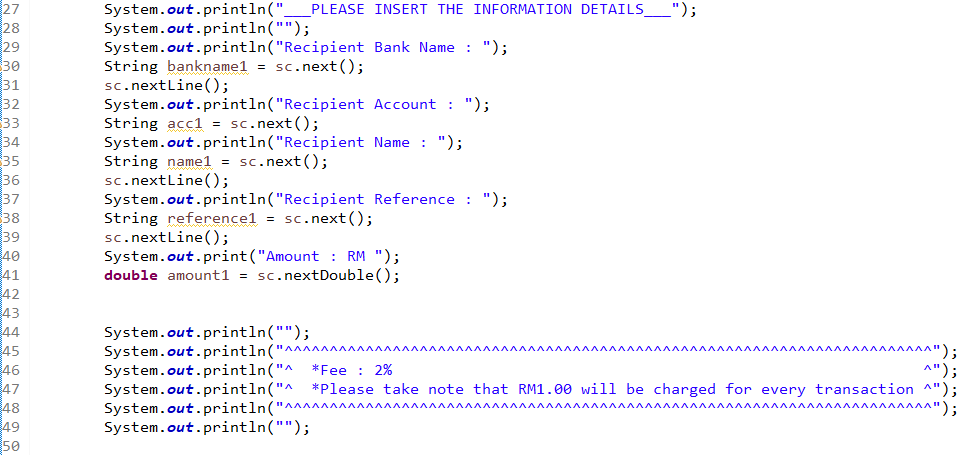 27 System.out.println("___PLEASE INSERT THE INFORMATION DETAILS___");
28 System.out.println("");
29 System.out.println("Recipient Bank Name : ");
30 String bankname1 = sc.next();
31 sc.nextLine();
32 System.out.println("Recipient Account : ");
33 String acc1 = sc.next();
34 System.out.println("Recipient Name : ");
35 String name1 = sc.next();
36 sc.nextLine();
37 System.out.println("Recipient Reference : ");
38 String reference1 = sc.next();
39 sc.nextLine();
40 System.out.print("Amount : RM ");
41 double amount1 = sc.nextDouble();
42
43
44 System.out.println("");
45 System.out.println("^^^^^^^^^^^^^^^^^^^^^^^^^^^^^^^^^^^^^^^^^^^^^^^^^^^^^^^^^^^^^^^^^^^^^^^^");
46 System.out.println("^  *Fee : 2%                                                           ^");
47 System.out.println("^  *Please take note that RM1.00 will be charged for every transaction ^");
48 System.out.println("^^^^^^^^^^^^^^^^^^^^^^^^^^^^^^^^^^^^^^^^^^^^^^^^^^^^^^^^^^^^^^^^^^^^^^^^");
49 System.out.println("");
50